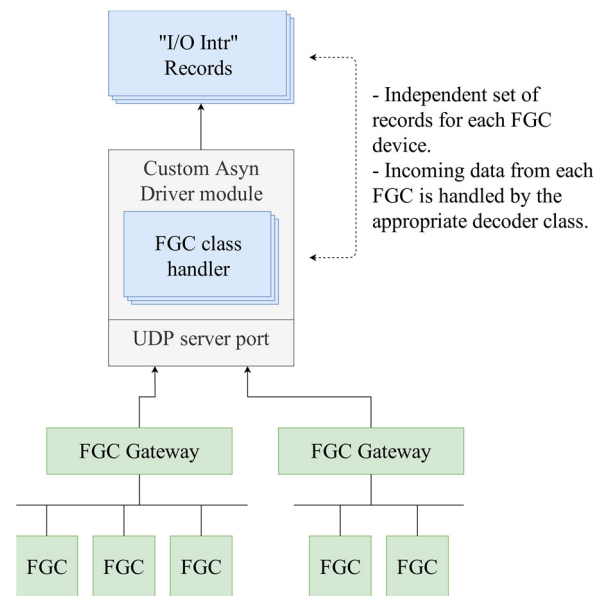 "I/O Intr"
Records
- Independent set of
records for each FGC
device.
- Incoming data from each
FGC is handled by the
appropriate decoder class.
Custom Asyn
Driver module
FGC class
handler
UDP server port
FGC Gateway
FGC Gateway
FGC
FGC
FGC
FGC
FGC